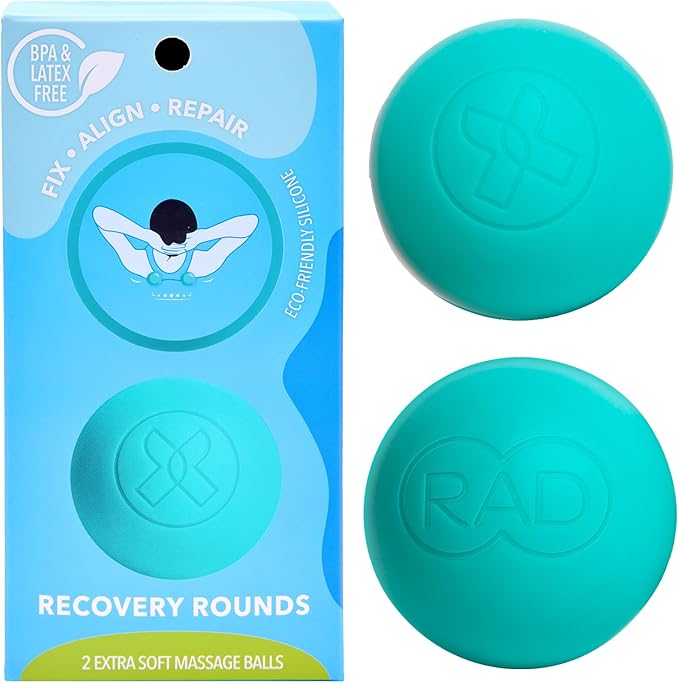 BPA &
LATEX
FREE
FIX • ALIGN • REPAIR
ECO-FRIENDLY SILICONE
RECOVERY ROUNDS
2 EXTRA SOFT MASSAGE BALLS
RAD